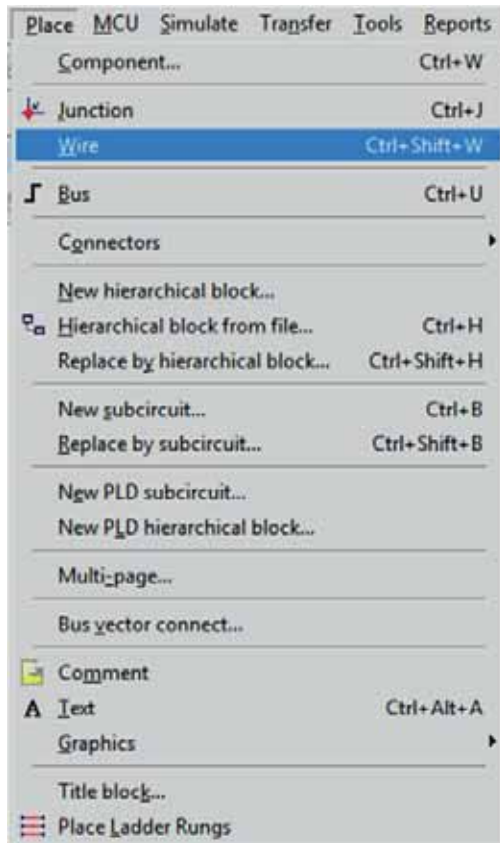 Place MCU Simulate Transfer Tools Reports
Component... Ctrl+W
Junction Ctrl+J
Wire Ctrl+Shift+W
Bus Ctrl+U
Connectors
New hierarchical block...
Hierarchical block from file... Ctrl+H
Replace by hierarchical block... Ctrl+Shift+H
New subcircuit... Ctrl+B
Replace by subcircuit... Ctrl+Shift+B
New PLD subcircuit...
New PLD hierarchical block...
Multi-page...
Bus vector connect...
Comment
A Text Ctrl+Alt+A
Graphics
Title block...
Place Ladder Rungs